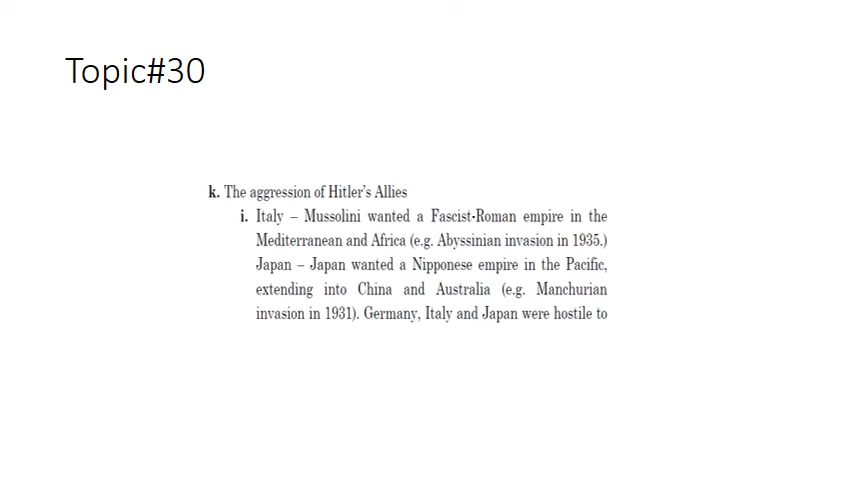 Topic#30
k. The aggression of Hitler's Allies
i. Italy – Mussolini wanted a Fascist-Roman empire in the
Mediterranean and Africa (e.g. Abyssinian invasion in 1935.)
Japan – Japan wanted a Nipponese empire in the Pacific,
extending into China and Australia (e.g. Manchurian
invasion in 1931). Germany, Italy and Japan were hostile to